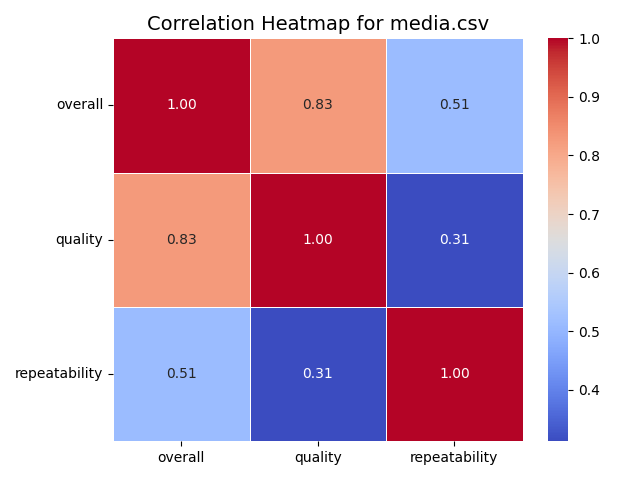 Correlation Heatmap for media.csv
overall
1.00
0.83
0.51
quality
0.83
1.00
0.31
repeatability
0.51
0.31
1.00
overall
quality
repeatability
1.0
0.9
0.8
0.7
0.6
0.5
0.4